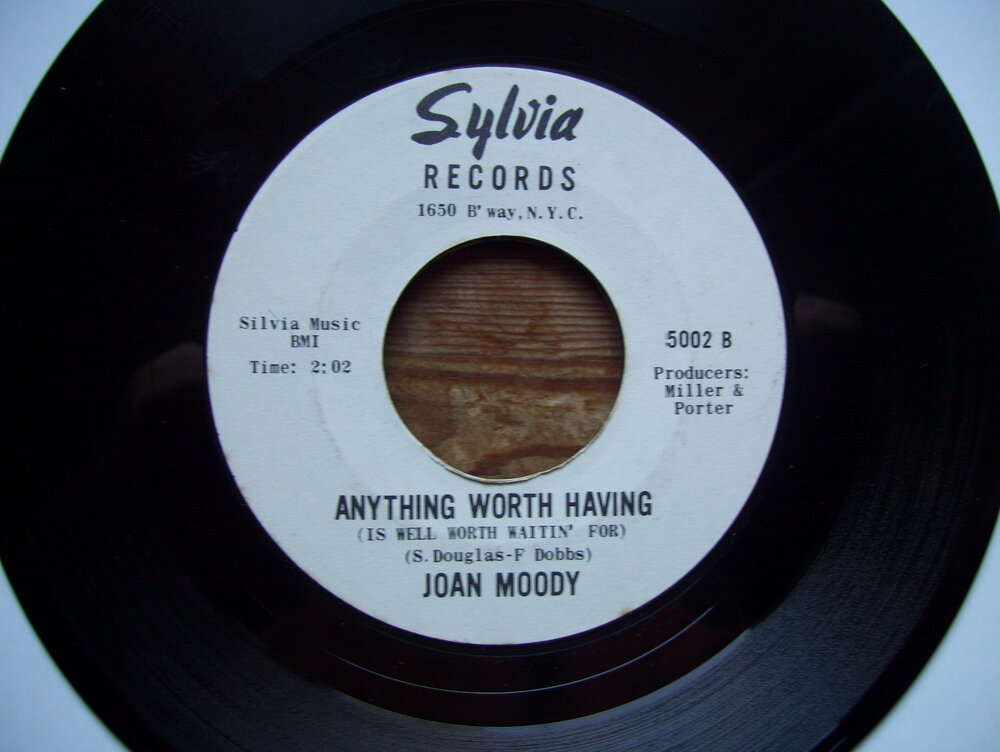 Sylvia
RECORDS
1650 B'way, N.Y.C.
Silvia Music
BMI
Time: 2:02
5002 B
Producers:
Miller &
Porter
ANYTHING WORTH HAVING
(IS WELL WORTH WAITIN' FOR)
(S. Douglas-F Dobbs)
JOAN MOODY